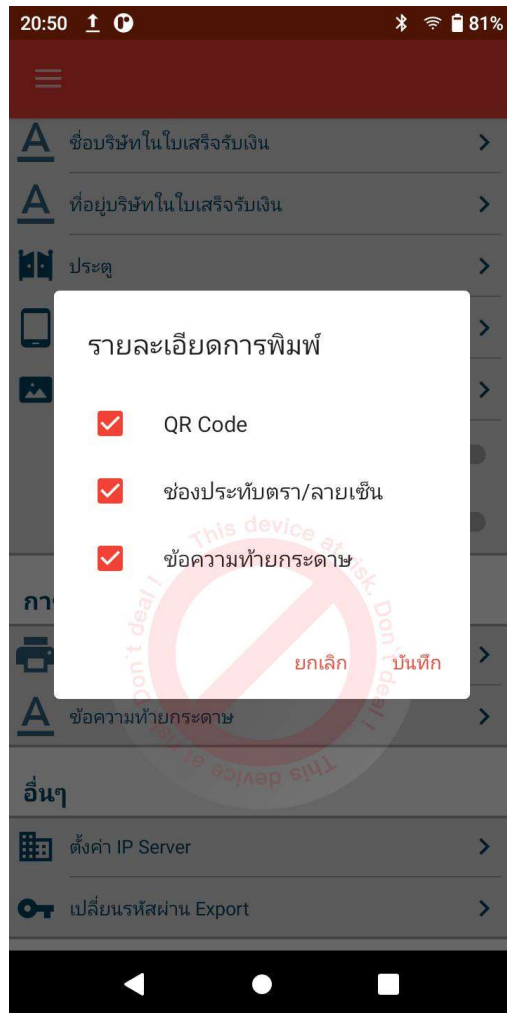 20:50
81%
ชื่อบริษัทในใบเสร็จรับเงิน
ที่อยู่บริษัทในใบเสร็จรับเงิน
ประตู
รายละเอียดการพิมพ์
QR Code
ช่องประทับตรา/ลายเซ็น
ข้อความท้ายกระดาษ
ยกเลิก
บันทึก
ข้อความท้ายกระดาษ
อื่นๆ
ตั้งค่า IP Server
เปลี่ยนรหัสผ่าน Export
This device at risk. Don't deal !
This device at risk. Don't deal !